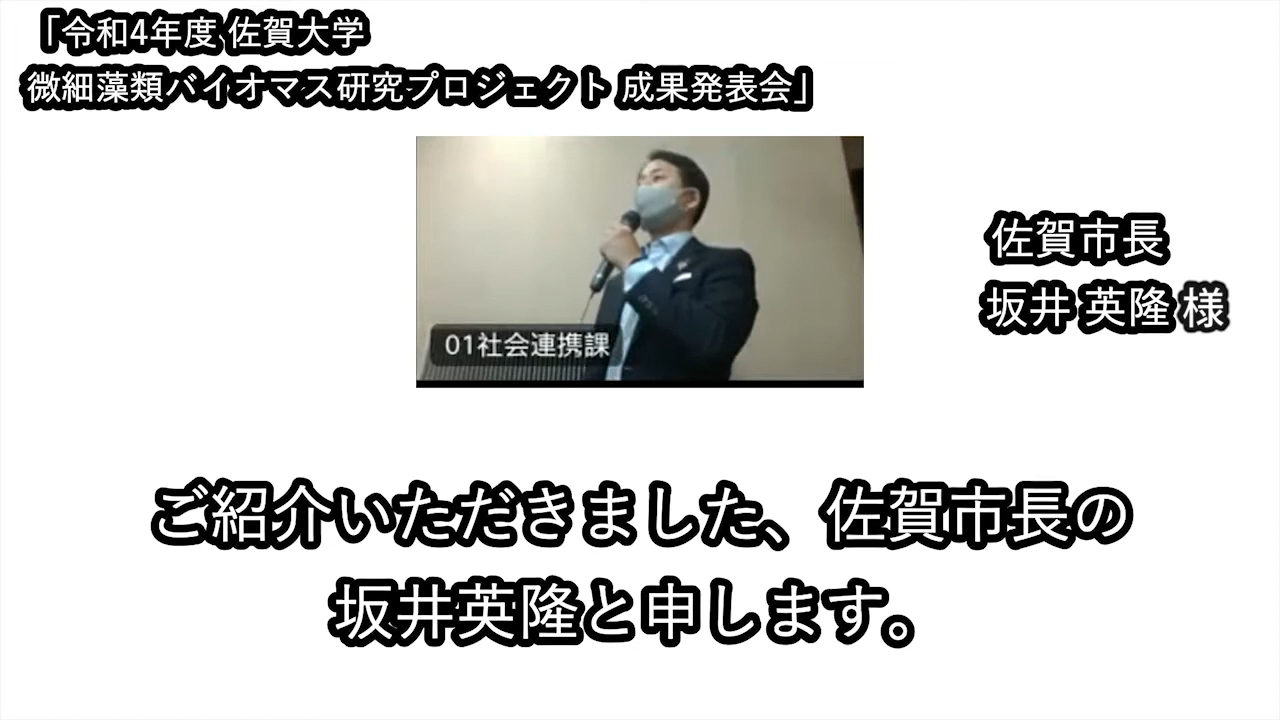 「令和4年度 佐賀大学
微細藻類バイオマス研究プロジェクト 成果発表会」
佐賀市長
坂井 英隆 様
01社会連携課
ご紹介いただきました、佐賀市長の
坂井英隆と申します。